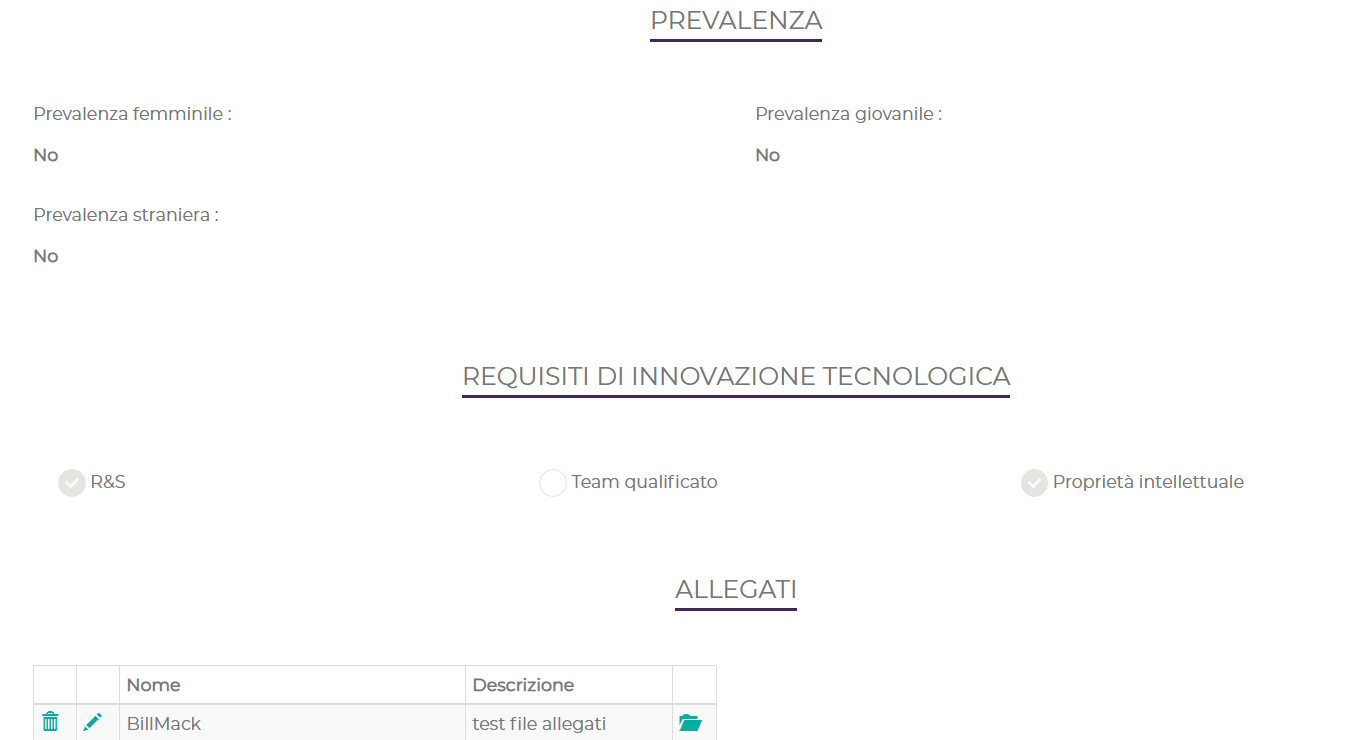 PREVALENZA
Prevalenza femminile :
No
Prevalenza giovanile :
No
Prevalenza straniera :
No
REQUISITI DI INNOVAZIONE TECNOLOGICA
R&S
Team qualificato
Proprietà intellettuale
ALLEGATI
Nome Descrizione
BillMack test file allegati